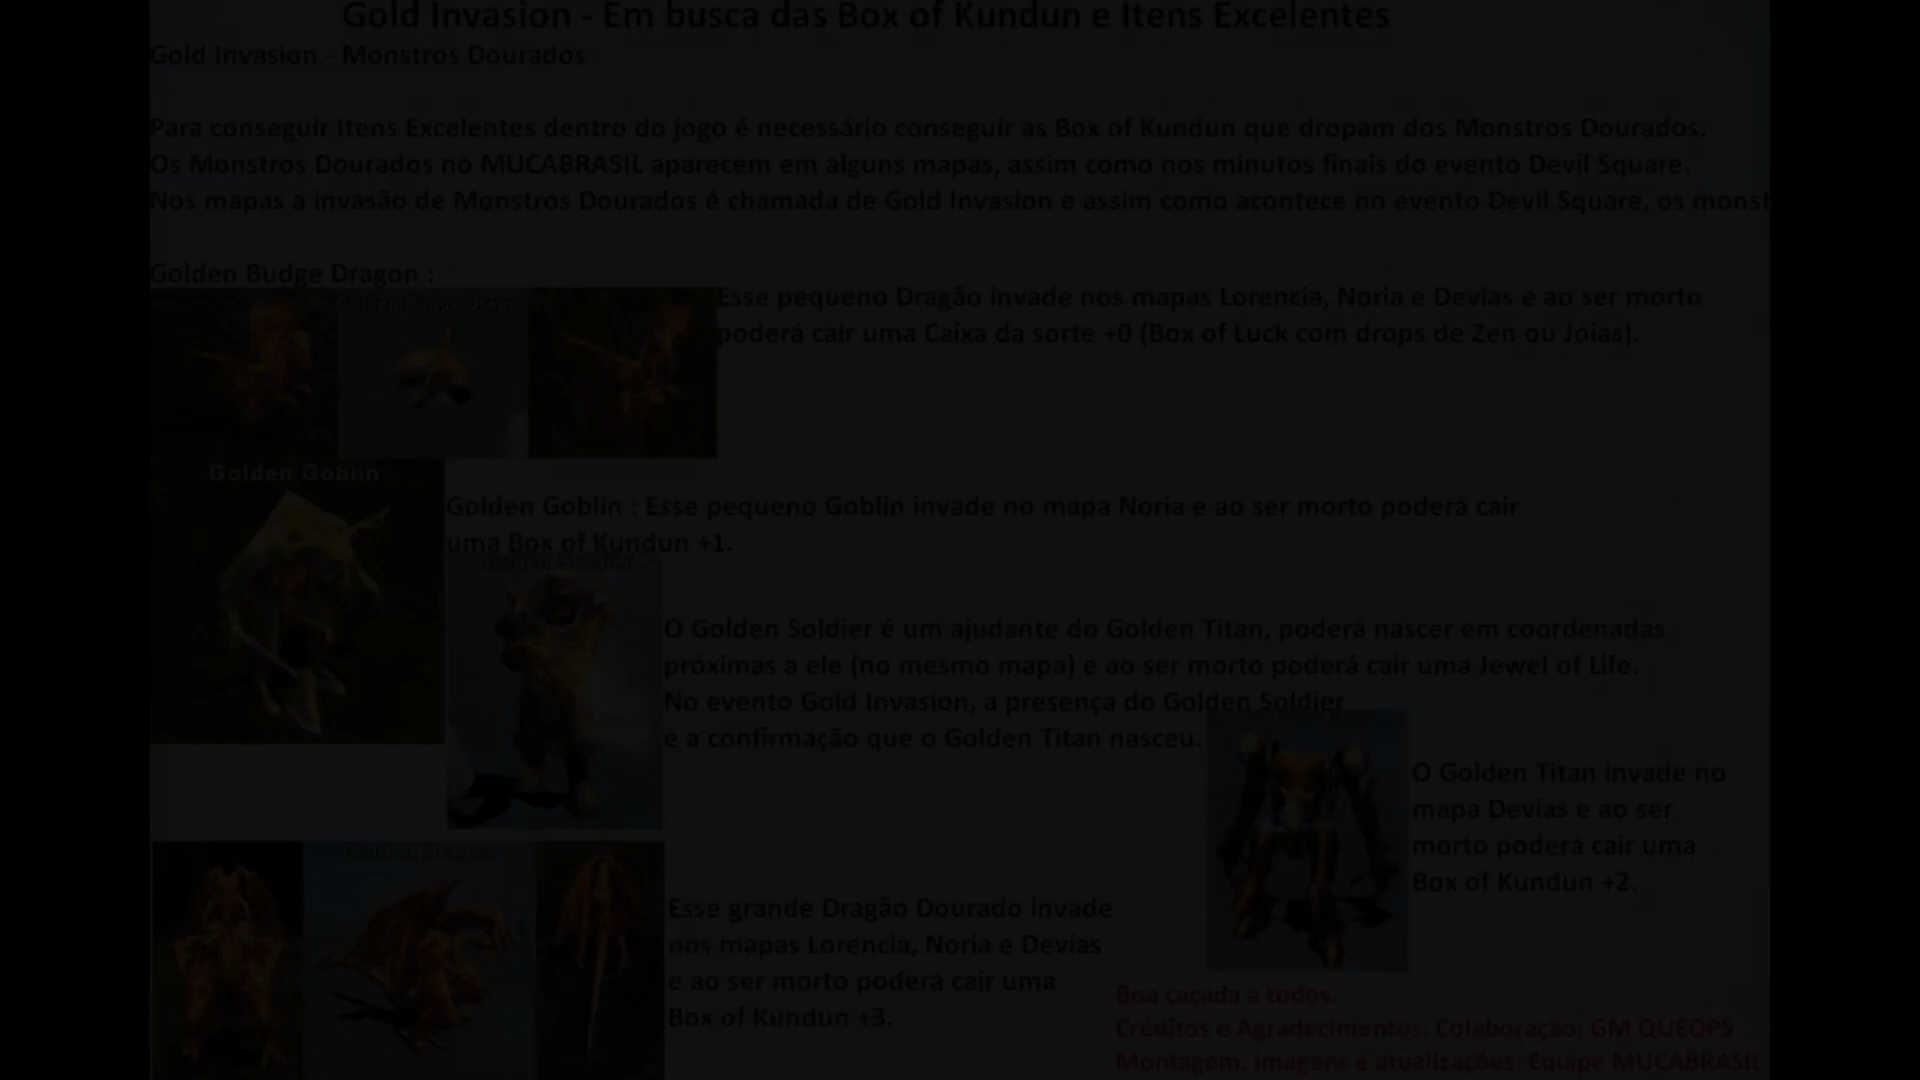 Gold Invasion - Em busca das Box of Kundun e Itens Excelentes
Gold Invasion - Monstros Dourados
Para conseguir Itens Excelentes dentro do jogo é necessário conseguir as Box of Kundun que dropam dos Monstros Dourados.
Os Monstros Dourados no MUCABRASIL aparecem em alguns mapas, assim como nos minutos finais do evento Devil Square.
Nos mapas a invasão de Monstros Dourados é chamada de Gold Invasion e assim como acontece no evento Devil Square, os monst
Golden Budge Dragon :
Esse pequeno Dragão invade nos mapas Lorencia, Noria e Devias e ao ser morto
poderá cair uma Caixa da sorte +0 (Box of Luck com drops de Zen ou Jóias).
Golden Goblin
Golden Goblin : Esse pequeno Goblin invade no mapa Noria e ao ser morto poderá cair
uma Box of Kundun +1.
O Golden Soldier é um ajudante do Golden Titan, poderá nascer em coordenadas
próximas a ele (no mesmo mapa) e ao ser morto poderá cair uma Jewel of Life.
No evento Gold Invasion, a presença do Golden Soldier
é a confirmação que o Golden Titan nasceu.
O Golden Titan invade no
mapa Devias e ao ser
morto poderá cair uma
Box of Kundun +2.
Golden Dragon
Esse grande Dragão Dourado invade
nos mapas Lorencia, Noria e Devias
e ao ser morto poderá cair uma
Box of Kundun +3.
Boa caçada a todos.
Créditos e Agradecimentos: Colaboração: GM QUEOPS
Montagem, imagens e atualizações: Equipe MUCABRASIL